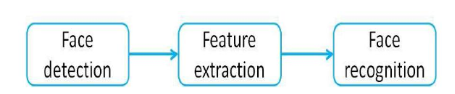 Face
detection
Feature
extraction
Face
recognition